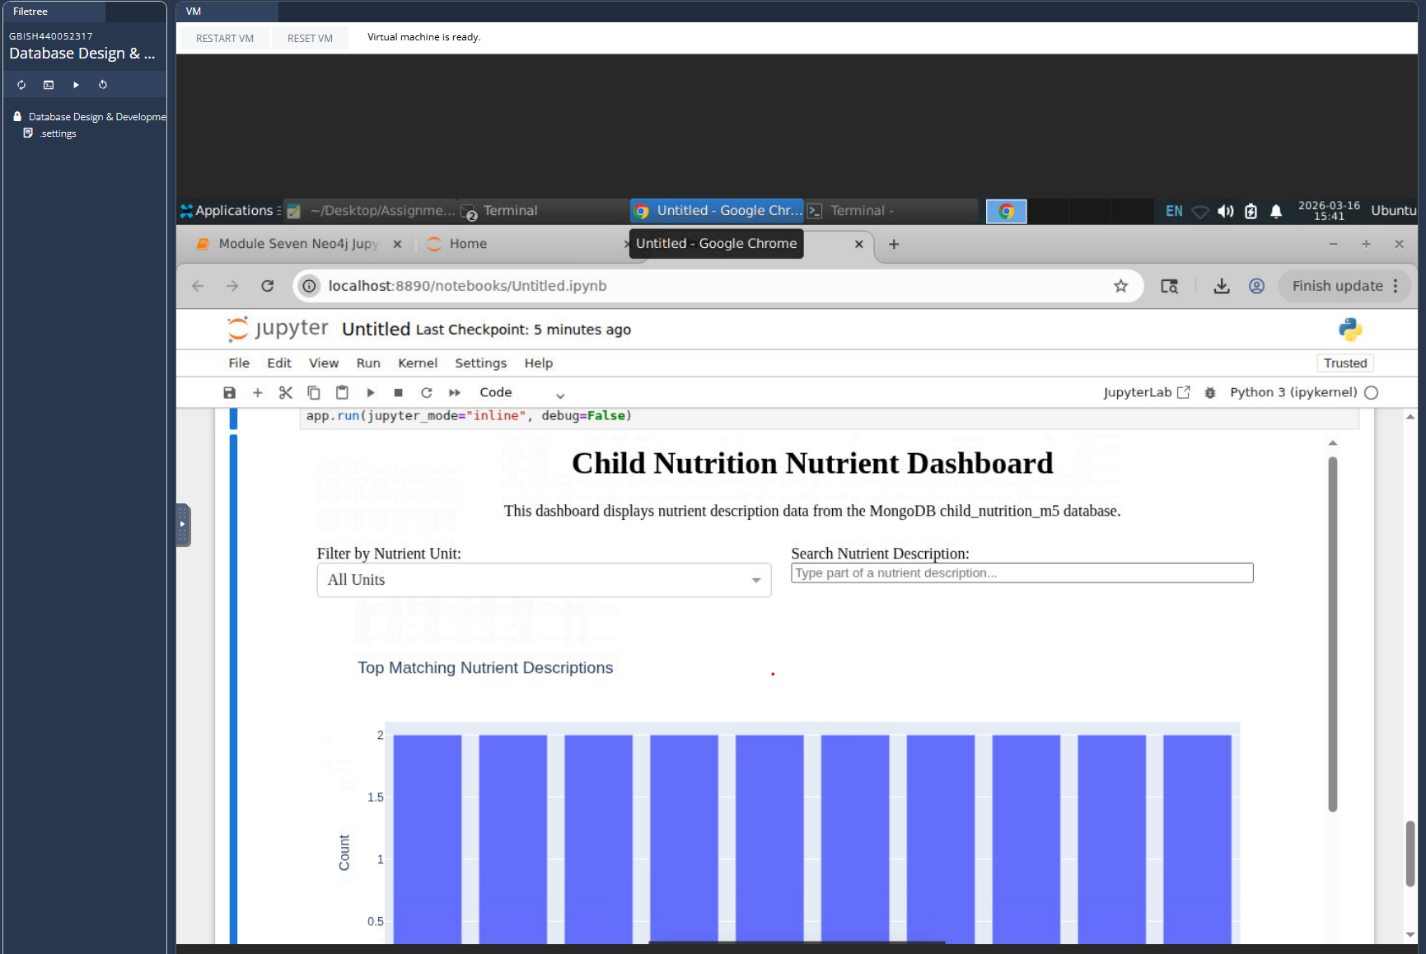 Filetree
VM
GBISH440052317
Database Design & ...
RESTART VM
RESET VM
Virtual machine is ready.
Database Design & Developme
.settings
Applications
~/Desktop/Assignme...
2
Terminal
Untitled - Google Chr...
Terminal -
EN
2026-03-16
15:41
Ubuntu
Module Seven Neo4j Jupy
Home
Untitled - Google Chrome
localhost:8890/notebooks/Untitled.ipynb
Finish update
jupyter
Untitled Last Checkpoint: 5 minutes ago
File
Edit
View
Run
Kernel
Settings
Help
Trusted
Code
JupyterLab
Python 3 (ipykernel)
app.run(jupyter_mode="inline", debug=False)
Child Nutrition Nutrient Dashboard
This dashboard displays nutrient description data from the MongoDB child_nutrition_m5 database.
Filter by Nutrient Unit:
All Units
Search Nutrient Description:
Type part of a nutrient description...
Top Matching Nutrient Descriptions
2
1.5
1
0.5
Count